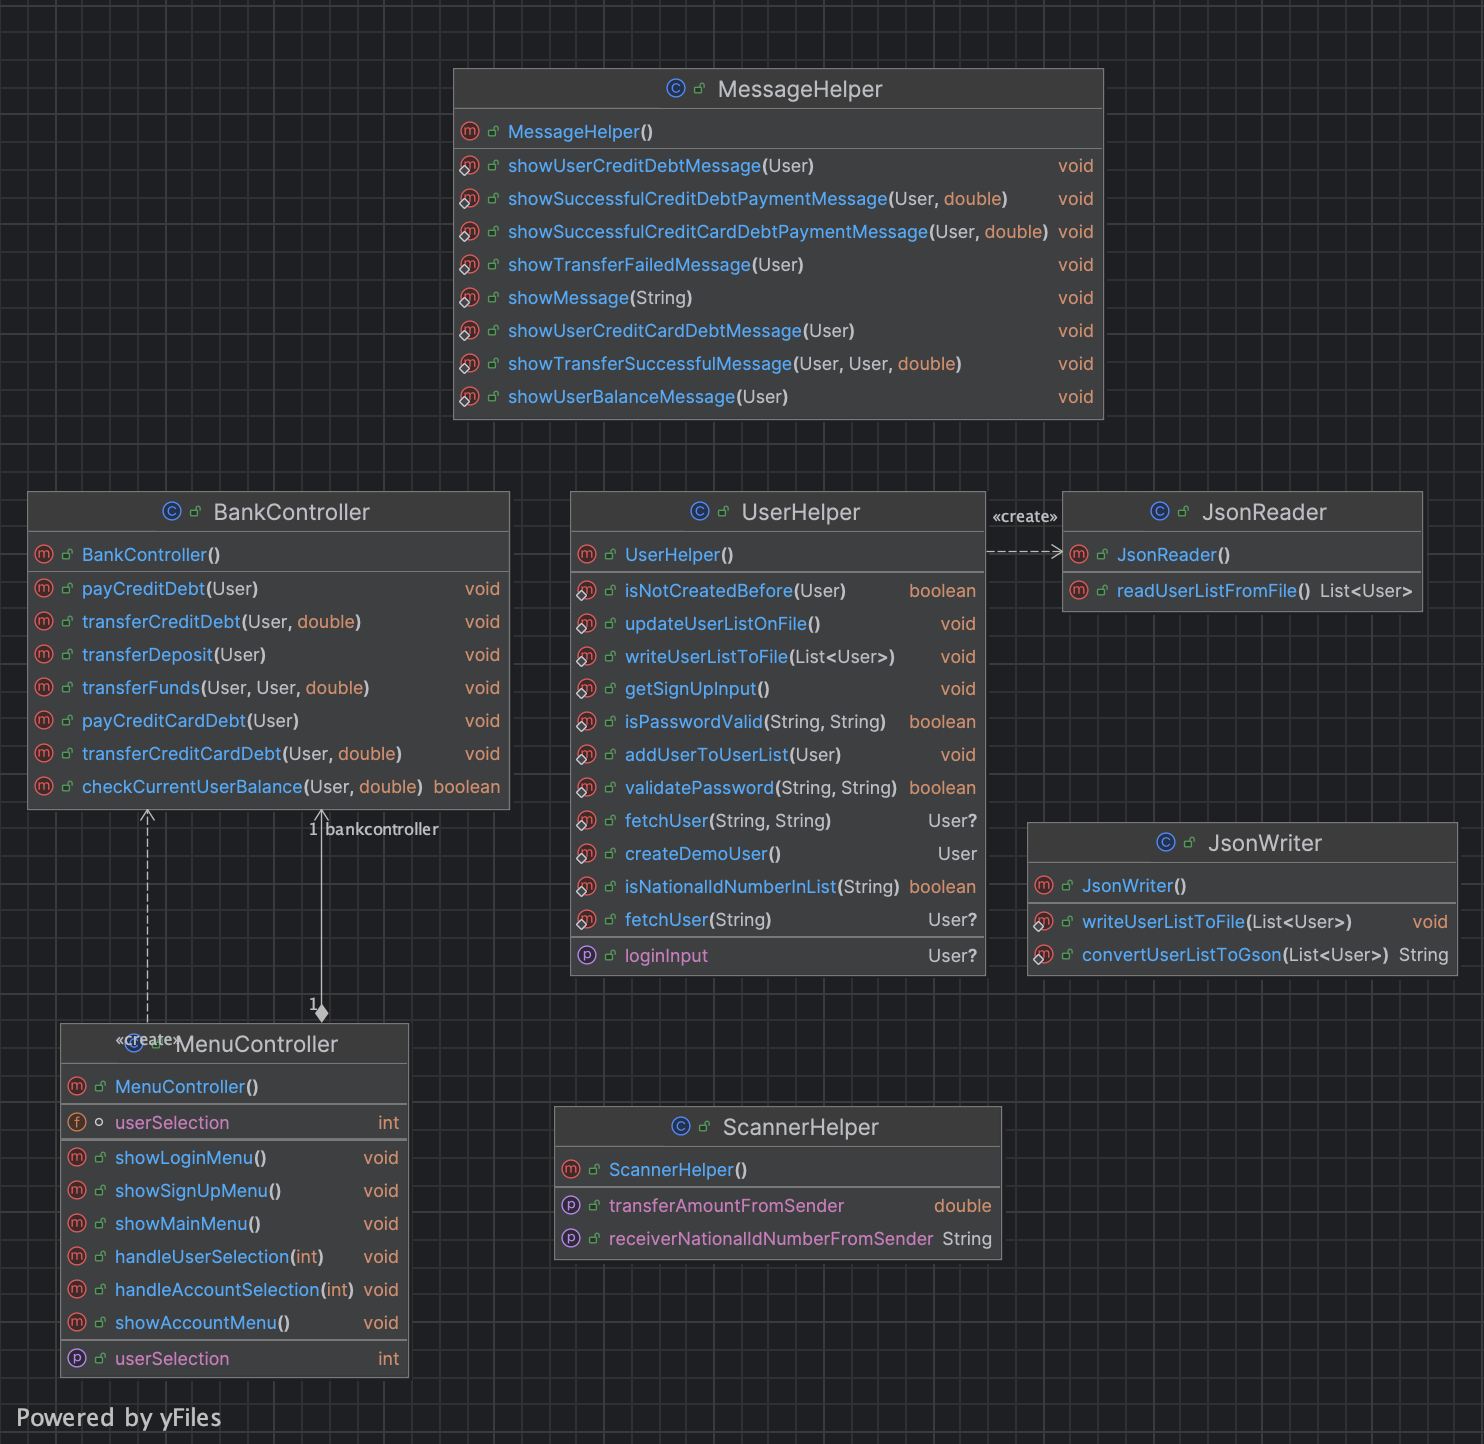 MessageHelper
MessageHelper()
showUserCreditDebtMessage(User) void
showSuccessfulCreditDebtPaymentMessage(User, double) void
showSuccessfulCreditCardDebtPaymentMessage(User, double) void
showTransferFailedMessage(User) void
showMessage(String) void
showUserCreditCardDebtMessage(User) void
showTransferSuccessfulMessage(User, User, double) void
showUserBalanceMessage(User) void
BankController
BankController()
payCreditDebt(User) void
transferCreditDebt(User, double) void
transferDeposit(User) void
transferFunds(User, User, double) void
payCreditCardDebt(User) void
transferCreditCardDebt(User, double) void
checkCurrentUserBalance(User, double) boolean
UserHelper
UserHelper()
isNotCreatedBefore(User) boolean
updateUserListOnFile() void
writeUserListToFile(List<User>) void
getSignUpInput() void
isPasswordValid(String, String) boolean
addUserToUserList(User) void
validatePassword(String, String) boolean
fetchUser(String, String) User?
createDemoUser() User
isNationalIdNumberInList(String) boolean
fetchUser(String) User?
loginInput User?
«create»
JsonReader
JsonReader()
readUserListFromFile() List<User>
JsonWriter
JsonWriter()
writeUserListToFile(List<User>) void
convertUserListToGson(List<User>) String
1 bankcontroller
1
«create»
MenuController
MenuController()
userSelection int
showLoginMenu() void
showSignUpMenu() void
showMainMenu() void
handleUserSelection(int) void
handleAccountSelection(int) void
showAccountMenu() void
userSelection int
ScannerHelper
ScannerHelper()
transferAmountFromSender double
receiverNationalIdNumberFromSender String
Powered by yFiles